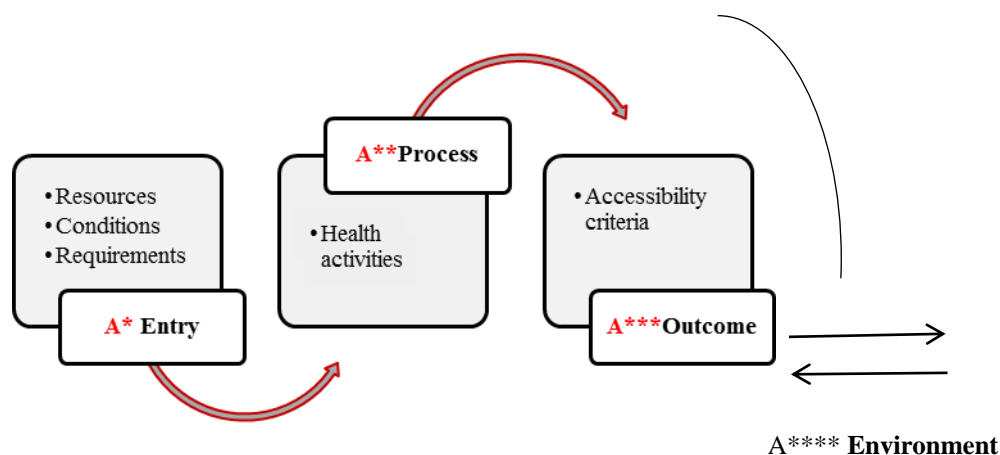 • Resources
• Conditions
• Requirements
A* Entry
A**Process
• Health
activities
• Accessibility
criteria
A***Outcome
A**** Environment